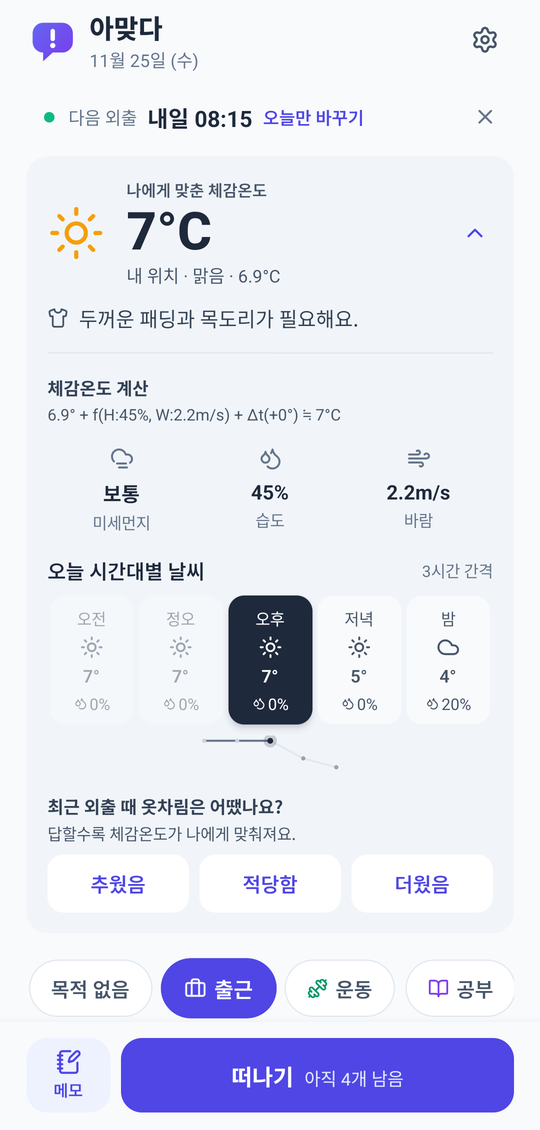 아맞다
11월 25일 (수)
다음 외출 내일 08:15 오늘만 바꾸기
나에게 맞춘 체감온도
7°C
내 위치 · 맑음 · 6.9°C
두꺼운 패딩과 목도리가 필요해요.
체감온도 계산
6.9° + f(H:45%, W:2.2m/s) + Δt(+0°) ≒ 7°C
보통 45% 2.2m/s
미세먼지 습도 바람
오늘 시간대별 날씨 3시간 간격
오전 정오 오후 저녁 밤
7° 7° 7° 5° 4°
0% 0% 0% 0% 20%
최근 외출 때 옷차림은 어땠나요?
답할수록 체감온도가 나에게 맞춰져요.
추웠음 적당함 더웠음
목적 없음 출근 운동 공부
메모 떠나기 아직 4개 남음